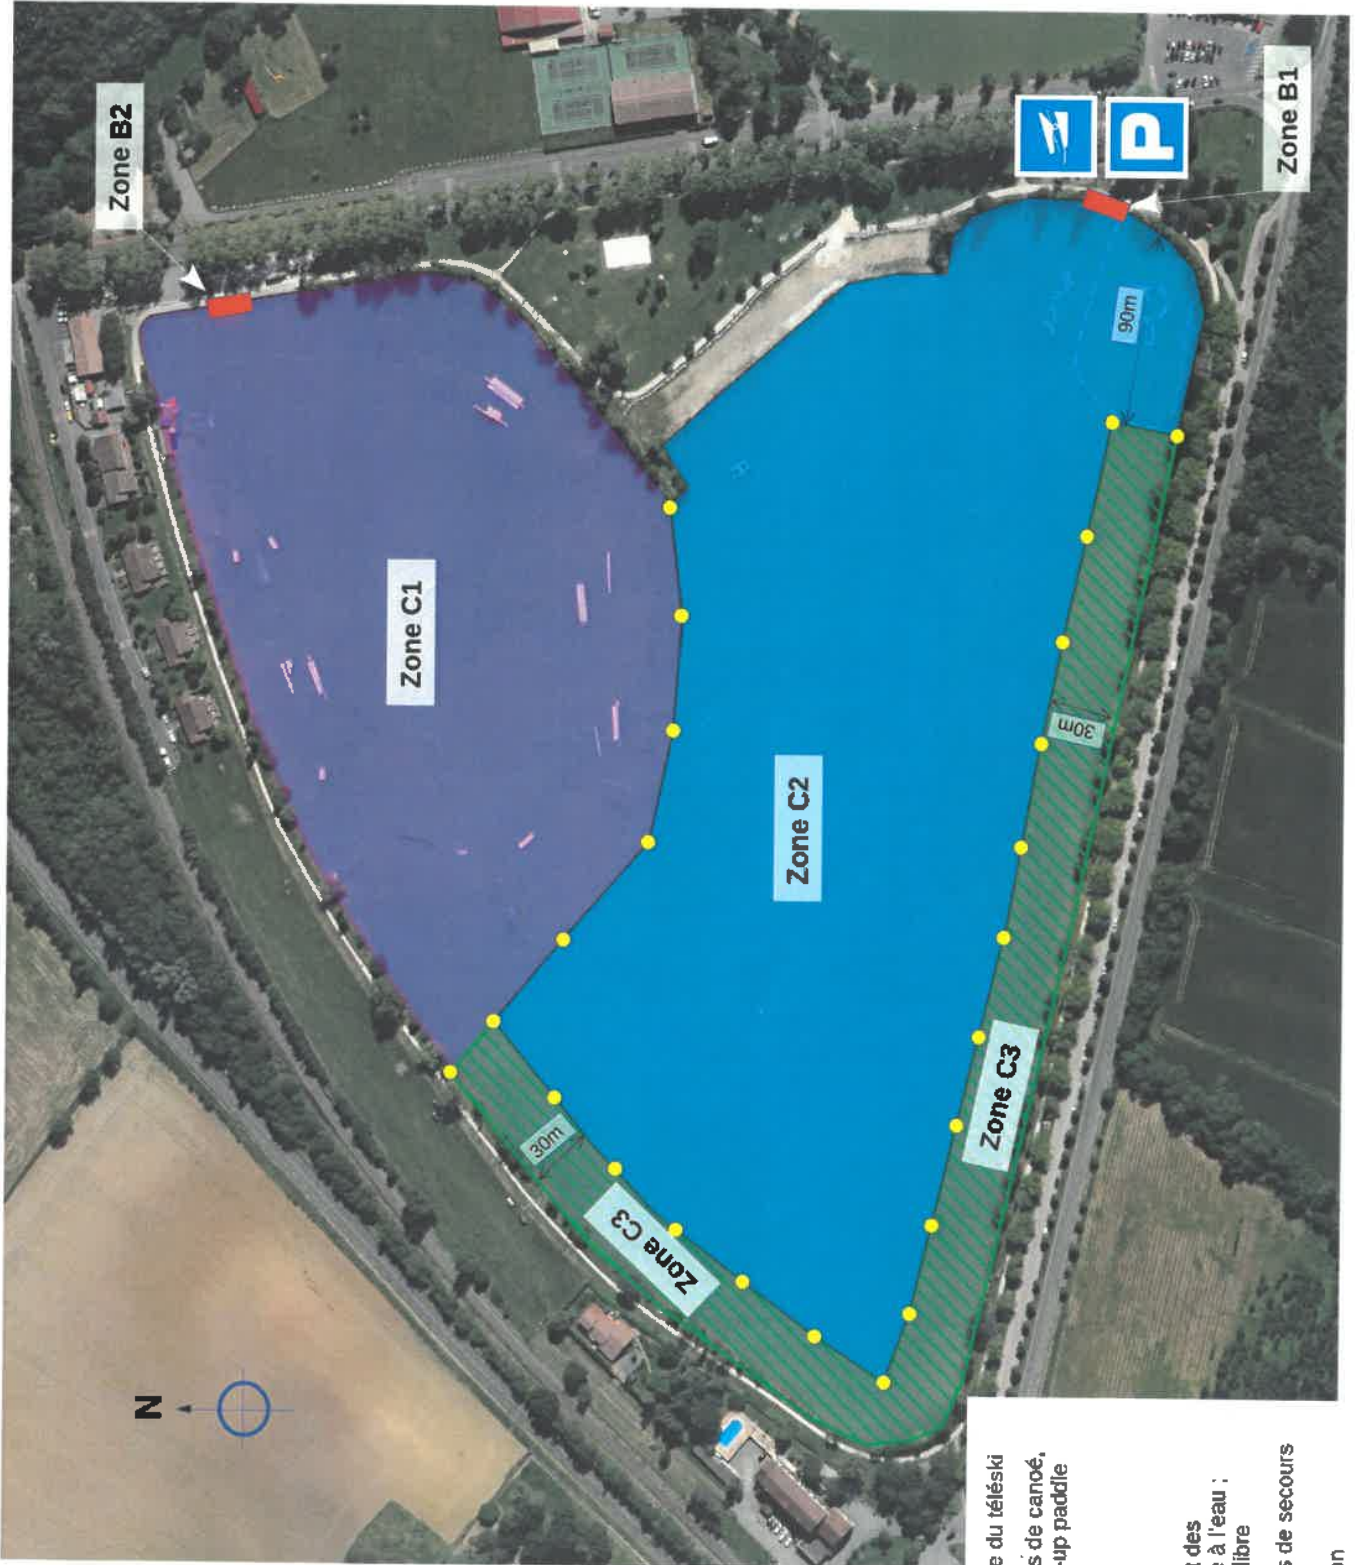 Zone B2
Zone B1
P
90m
Zone C1
Zone C2
30m
Zone C3
30m
Zone C3
N
e du téléski
s de canoé,
-up paddle
des
à l'eau :
libre
s de secours
an